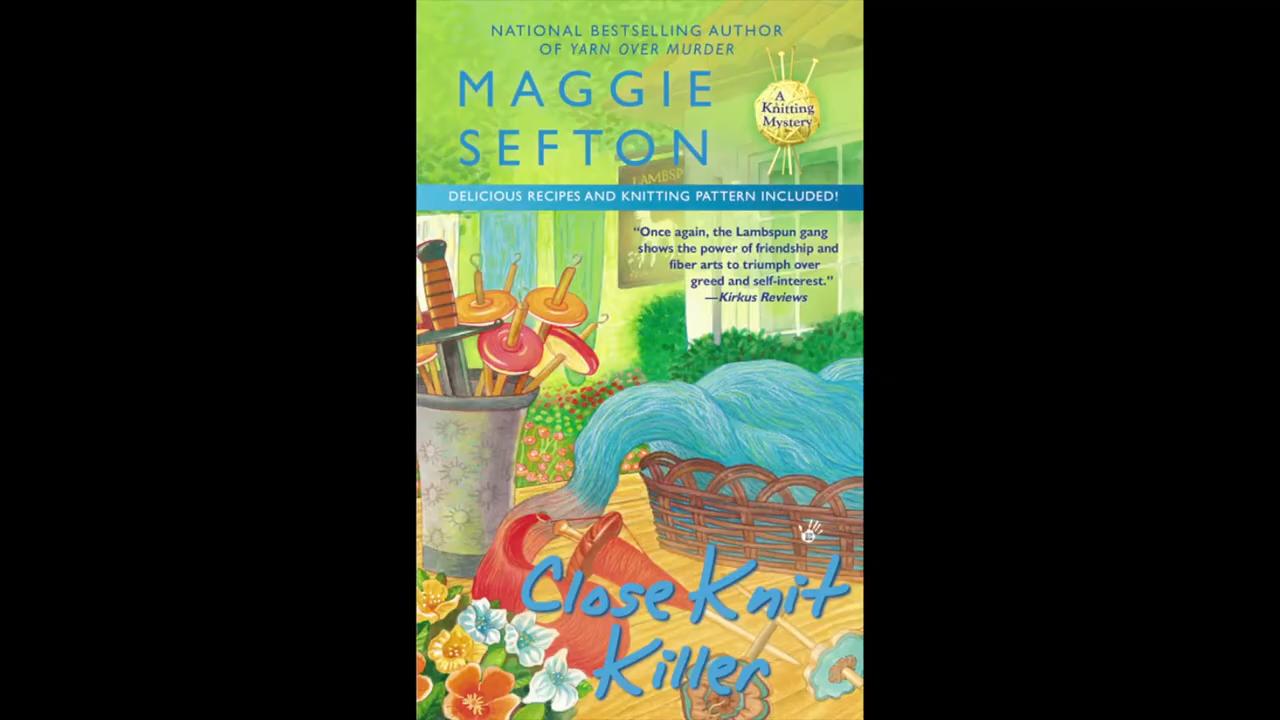 NATIONAL BESTSELLING AUTHOR
OF YARN OVER MURDER
MAGGIE
SEFTON
A
Knitting
Mystery
LAMBSP
DELICIOUS RECIPES AND KNITTING PATTERN INCLUDED!
“Once again, the Lambspun gang
shows the power of friendship and
fiber arts to triumph over
greed and self-interest.”
—Kirkus Reviews
Close Knit
Killer